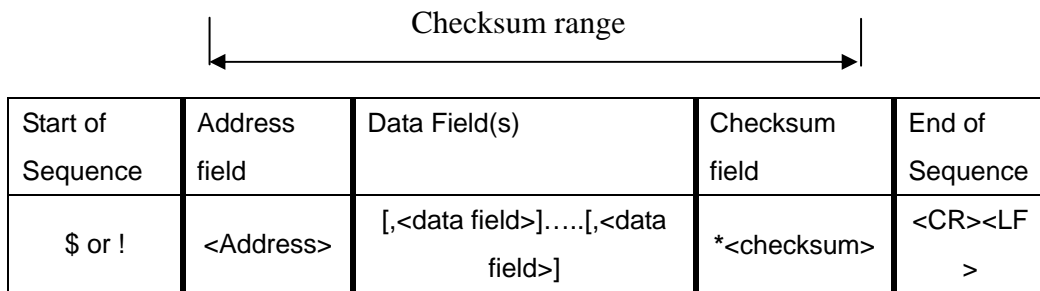 Checksum range
Start of Sequence
Address field
Data Field(s)
Checksum field
End of Sequence
$ or !
<Address>
[,<data field>]…..[,<data field>]
*<checksum>
<CR><LF>